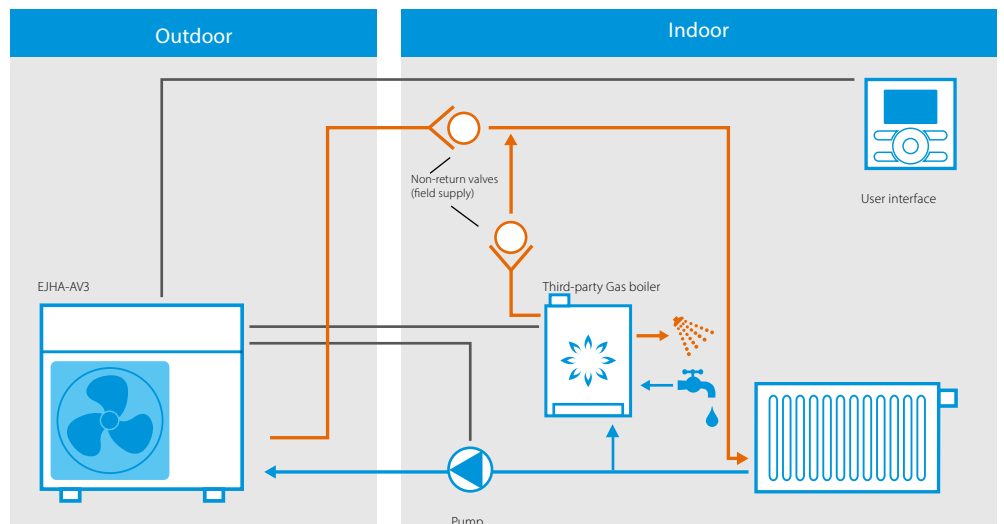 Outdoor
Indoor
Non-return valves
(field supply)
User interface
EJHA-AV3
Third-party Gas boiler
Pump